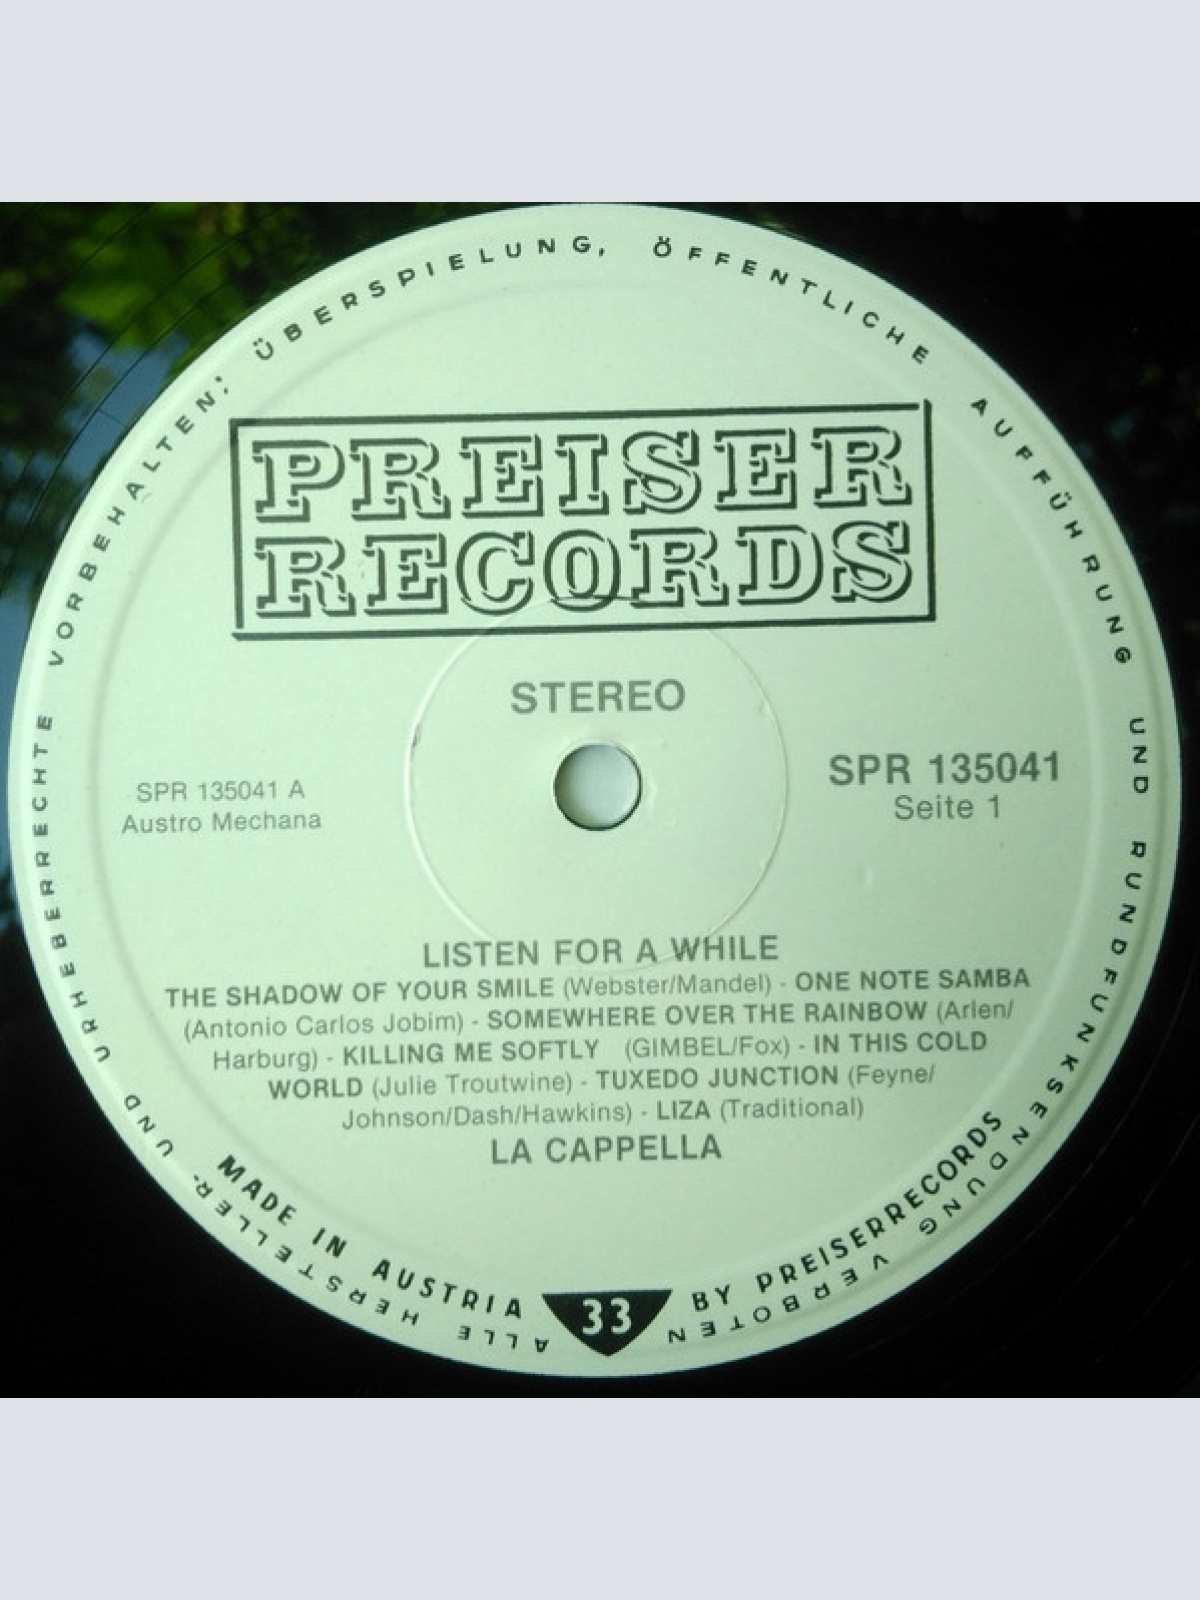 ALLE HERSTELLER- UND URHEBERRECHTE VORBEHALTEN; ÜBERSPIELUNG, ÖFFENTLICHE AUFFÜHRUNG UND RUNDFUNKSENDUNG VERBOTEN
PREISER
RECORDS
STEREO
SPR 135041 A
Austro Mechana
SPR 135041
Seite 1
LISTEN FOR A WHILE
THE SHADOW OF YOUR SMILE (Webster/Mandel) - ONE NOTE SAMBA
(Antonio Carlos Jobim) - SOMEWHERE OVER THE RAINBOW (Arlen/
Harburg) - KILLING ME SOFTLY (GIMBEL/Fox) - IN THIS COLD
WORLD (Julie Troutwine) - TUXEDO JUNCTION (Feyne/
Johnson/Dash/Hawkins) - LIZA (Traditional)
LA CAPPELLA
MADE IN AUSTRIA 33 BY PREISERRECORDS